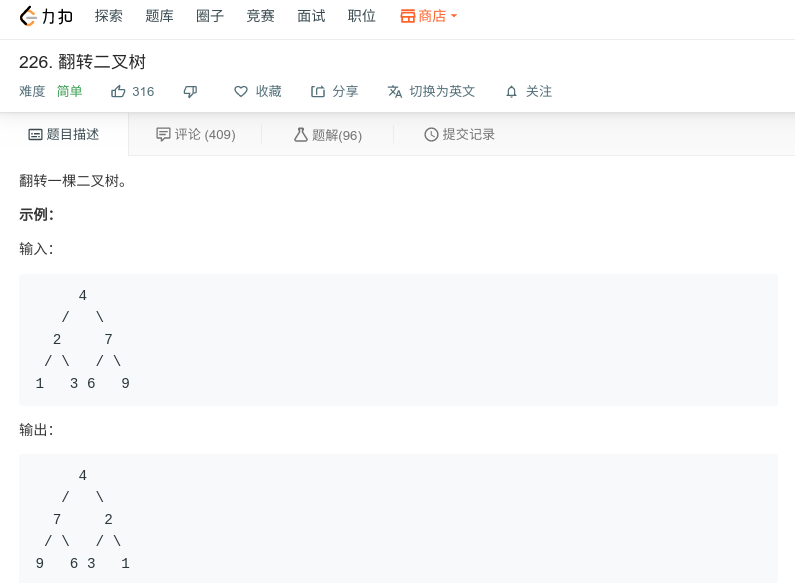 力扣 探索 题库 圈子 竞赛 面试 职位 商店
226. 翻转二叉树
难度 简单 316 收藏 分享 切换为英文 关注
题目描述 评论 (409) 题解(96) 提交记录
翻转一棵二叉树。
示例：
输入：
     4
   /   \
  2     7
 / \   / \
1   3 6   9
输出：
     4
   /   \
  7     2
 / \   / \
9   6 3   1